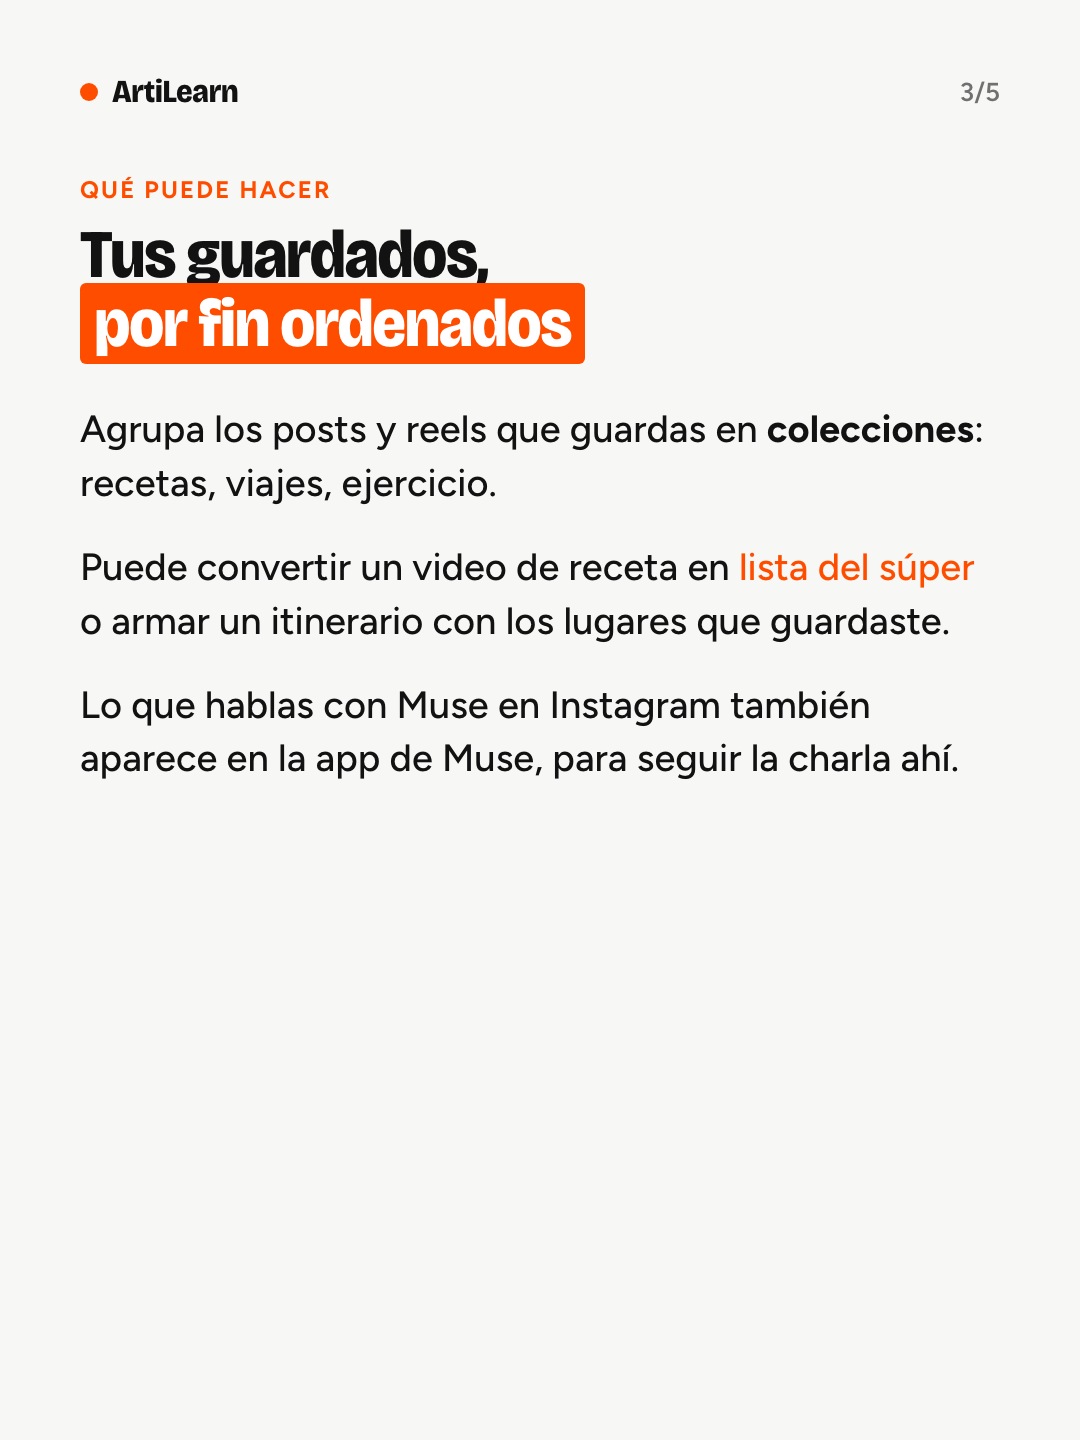 ArtiLearn
3/5
QUÉ PUEDE HACER
Tus guardados,
por fin ordenados
Agrupa los posts y reels que guardas en colecciones:
recetas, viajes, ejercicio.
Puede convertir un video de receta en lista del súper
o armar un itinerario con los lugares que guardaste.
Lo que hablas con Muse en Instagram también
aparece en la app de Muse, para seguir la charla ahí.